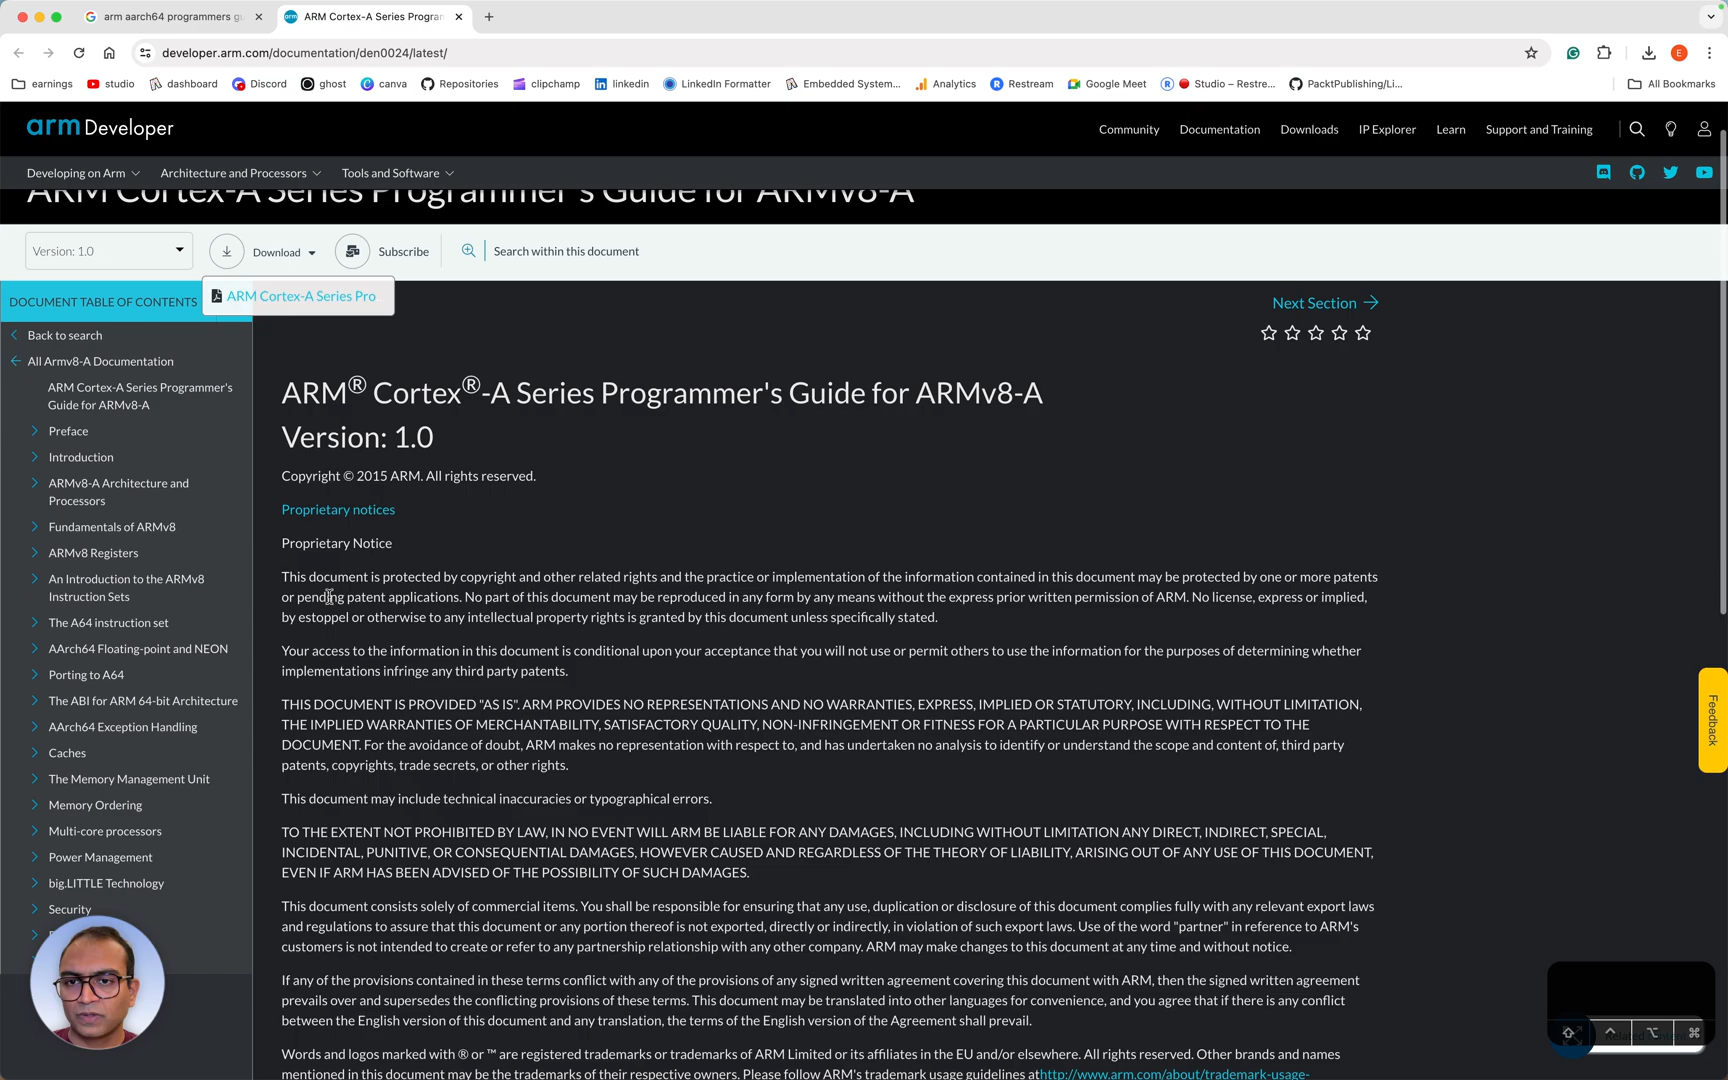 arm aarch64 programmers gu
ARM Cortex-A Series Program
developer.arm.com/documentation/den0024/latest/
earnings
studio
dashboard
Discord
ghost
canva
Repositories
clipchamp
linkedin
LinkedIn Formatter
Embedded System...
Analytics
Restream
Google Meet
Studio – Restre...
PacktPublishing/Li...
All Bookmarks
arm Developer
Community
Documentation
Downloads
IP Explorer
Learn
Support and Training
Developing on Arm
Architecture and Processors
Tools and Software
ARM Cortex-A Series Programmer's Guide for ARMv8-A
Version: 1.0
Download
Subscribe
Search within this document
DOCUMENT TABLE OF CONTENTS
ARM Cortex-A Series Pro
Back to search
All Armv8-A Documentation
ARM Cortex-A Series Programmer's
Guide for ARMv8-A
Preface
Introduction
ARMv8-A Architecture and
Processors
Fundamentals of ARMv8
ARMv8 Registers
An Introduction to the ARMv8
Instruction Sets
The A64 instruction set
AArch64 Floating-point and NEON
Porting to A64
The ABI for ARM 64-bit Architecture
AArch64 Exception Handling
Caches
The Memory Management Unit
Memory Ordering
Multi-core processors
Power Management
big.LITTLE Technology
Security
Next Section
ARM® Cortex®-A Series Programmer's Guide for ARMv8-A
Version: 1.0
Copyright © 2015 ARM. All rights reserved.
Proprietary notices
Proprietary Notice
This document is protected by copyright and other related rights and the practice or implementation of the information contained in this document may be protected by one or more patents
or pending patent applications. No part of this document may be reproduced in any form by any means without the express prior written permission of ARM. No license, express or implied,
by estoppel or otherwise to any intellectual property rights is granted by this document unless specifically stated.
Your access to the information in this document is conditional upon your acceptance that you will not use or permit others to use the information for the purposes of determining whether
implementations infringe any third party patents.
THIS DOCUMENT IS PROVIDED "AS IS". ARM PROVIDES NO REPRESENTATIONS AND NO WARRANTIES, EXPRESS, IMPLIED OR STATUTORY, INCLUDING, WITHOUT LIMITATION,
THE IMPLIED WARRANTIES OF MERCHANTABILITY, SATISFACTORY QUALITY, NON-INFRINGEMENT OR FITNESS FOR A PARTICULAR PURPOSE WITH RESPECT TO THE
DOCUMENT. For the avoidance of doubt, ARM makes no representation with respect to, and has undertaken no analysis to identify or understand the scope and content of, third party
patents, copyrights, trade secrets, or other rights.
This document may include technical inaccuracies or typographical errors.
TO THE EXTENT NOT PROHIBITED BY LAW, IN NO EVENT WILL ARM BE LIABLE FOR ANY DAMAGES, INCLUDING WITHOUT LIMITATION ANY DIRECT, INDIRECT, SPECIAL,
INCIDENTAL, PUNITIVE, OR CONSEQUENTIAL DAMAGES, HOWEVER CAUSED AND REGARDLESS OF THE THEORY OF LIABILITY, ARISING OUT OF ANY USE OF THIS DOCUMENT,
EVEN IF ARM HAS BEEN ADVISED OF THE POSSIBILITY OF SUCH DAMAGES.
This document consists solely of commercial items. You shall be responsible for ensuring that any use, duplication or disclosure of this document complies fully with any relevant export laws
and regulations to assure that this document or any portion thereof is not exported, directly or indirectly, in violation of such export laws. Use of the word "partner" in reference to ARM's
customers is not intended to create or refer to any partnership relationship with any other company. ARM may make changes to this document at any time and without notice.
If any of the provisions contained in these terms conflict with any of the provisions of any signed written agreement covering this document with ARM, then the signed written agreement
prevails over and supersedes the conflicting provisions of these terms. This document may be translated into other languages for convenience, and you agree that if there is any conflict
between the English version of this document and any translation, the terms of the English version of the Agreement shall prevail.
Words and logos marked with ® or ™ are registered trademarks or trademarks of ARM Limited or its affiliates in the EU and/or elsewhere. All rights reserved. Other brands and names
mentioned in this document may be the trademarks of their respective owners. Please follow ARM's trademark usage guidelines at http://www.arm.com/about/trademark-usage-
Feedback